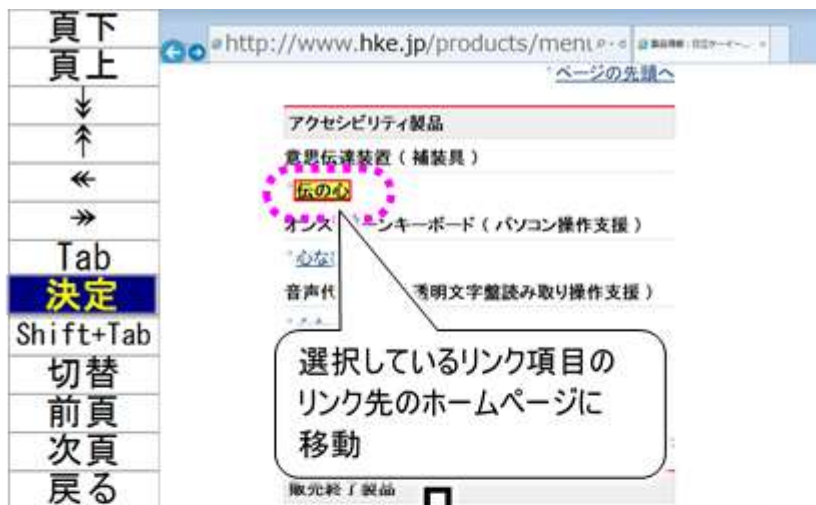 頁下
頁上
↡
↟
↞
↠
Tab
決定
Shift+Tab
切替
前頁
次頁
戻る
http://www.hke.jp/products/menu
ページの先頭へ
アクセシビリティ製品
意思伝達装置(補装具)
伝の心
オンス ーンキーボード(パソコン操作支援)
心な
音声代 透明文字盤読み取り操作支援)
選択しているリンク項目の
リンク先のホームページに
移動
販売終了製品